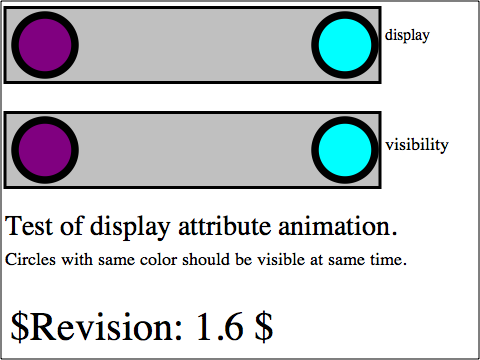 display
visibility
Test of display attribute animation.
Circles with same color should be visible at same time.
$Revision: 1.6 $